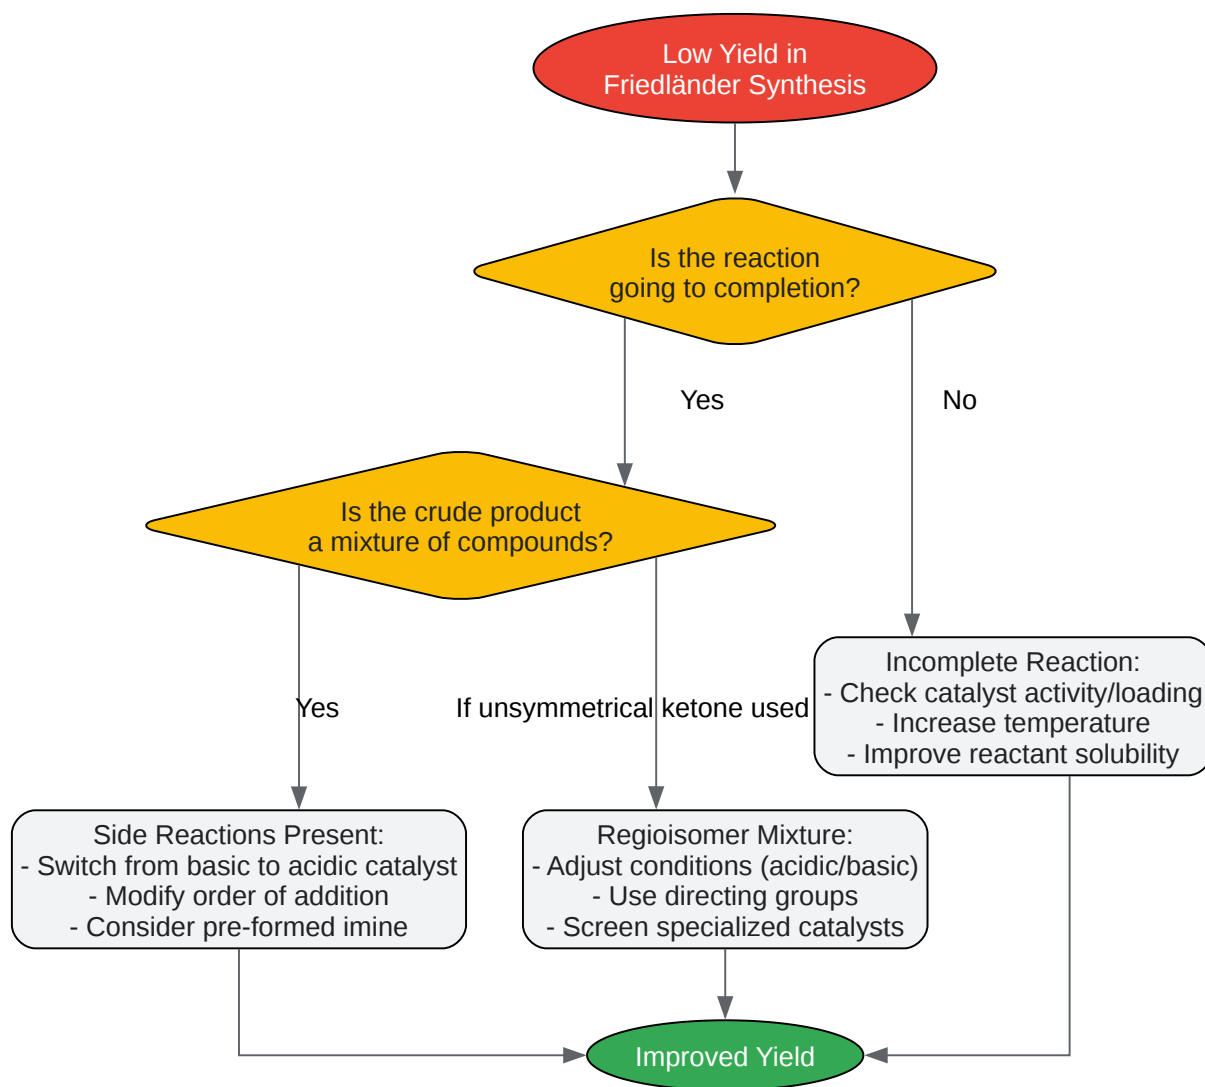 Low Yield in
Friedländer Synthesis
Is the reaction
going to completion?
Yes
No
Is the crude product
a mixture of compounds?
Incomplete Reaction:
- Check catalyst activity/loading
- Increase temperature
- Improve reactant solubility
Yes
If unsymmetrical ketone used
Side Reactions Present:
- Switch from basic to acidic catalyst
- Modify order of addition
- Consider pre-formed imine
Regioisomer Mixture:
- Adjust conditions (acidic/basic)
- Use directing groups
- Screen specialized catalysts
Improved Yield